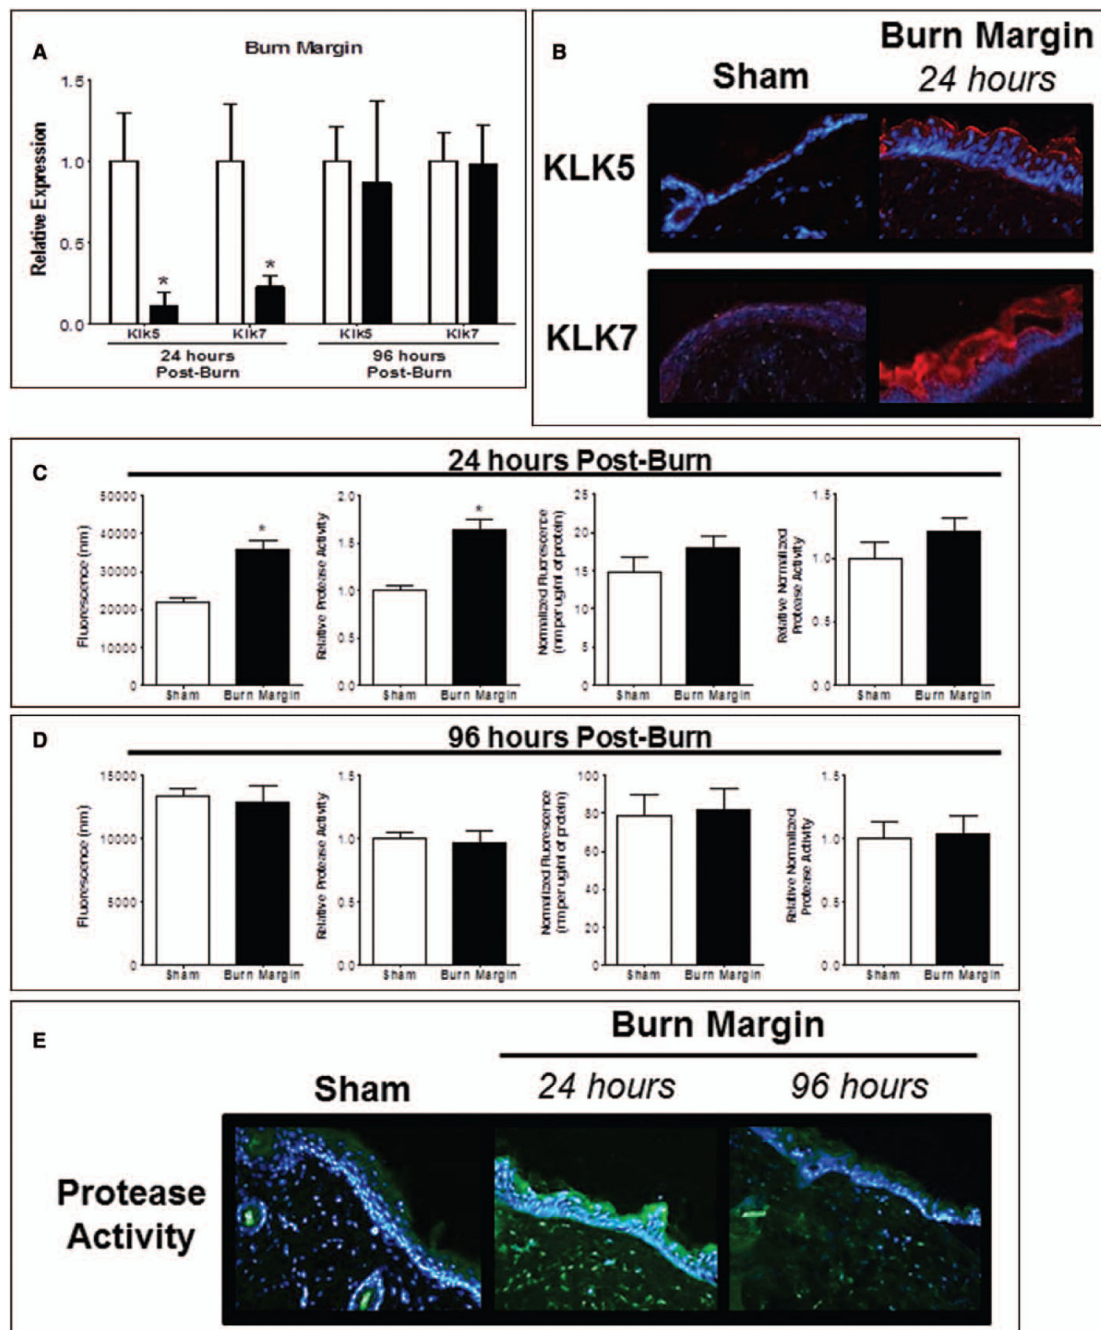 A
Burn Margin
Relative Expression
1.5
1.0
0.5
0.0
*
*
Klk5
Klk7
Klk5
Klk7
24 hours
Post-Burn
96 hours
Post-Burn
B
Burn Margin
Sham
24 hours
KLK5
KLK7
C
24 hours Post-Burn
Fluorescence (nm)
50000
40000
30000
20000
10000
0
*
Sham
Burn Margin
Relative Protease Activity
2.0
1.5
1.0
0.5
0.0
*
Sham
Burn Margin
Normalized Fluorescence
(nm per ug/ml of protein)
25
20
15
10
5
0
Sham
Burn Margin
Relative Normalized
Protease Activity
1.5
1.0
0.5
0.0
Sham
Burn Margin
D
96 hours Post-Burn
Fluorescence (nm)
15000
10000
5000
0
Sham
Burn Margin
Relative Protease Activity
1.5
1.0
0.5
0.0
Sham
Burn Margin
Normalized Fluorescence
(nm per ug/ml of protein)
100
80
60
40
20
0
Sham
Burn Margin
Relative Normalized
Protease Activity
1.5
1.0
0.5
0.0
Sham
Burn Margin
E
Burn Margin
Sham
24 hours
96 hours
Protease
Activity